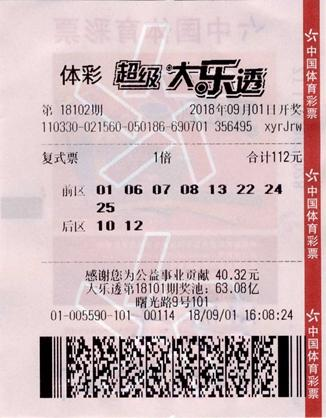 体彩 超级大乐透
第 18102期 2018年09月01日开奖
110330-021560-050186-690701 356495 xyrJrw
复式票 1倍 合计112元
前区 01 06 07 08 13 22 24
25
后区 10 12
感谢您为公益事业贡献 40.32元
大乐透第18101期奖池: 63.08亿
曙光路9号101
01-005590-101 00114 18/09/01 16:08:24
中国体育彩票
中国体育彩票
中国体育彩票